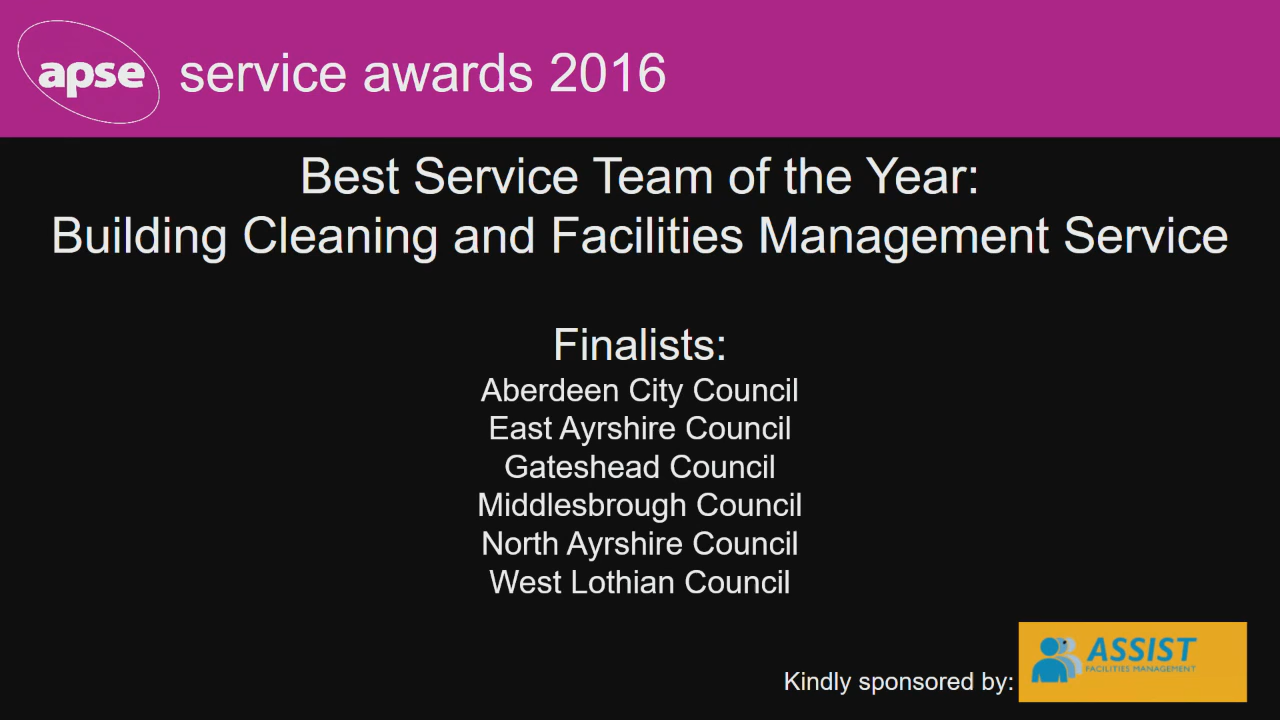 apse service awards 2016
Best Service Team of the Year:
Building Cleaning and Facilities Management Service
Finalists:
Aberdeen City Council
East Ayrshire Council
Gateshead Council
Middlesbrough Council
North Ayrshire Council
West Lothian Council
Kindly sponsored by:
ASSIST
FACILITIES MANAGEMENT